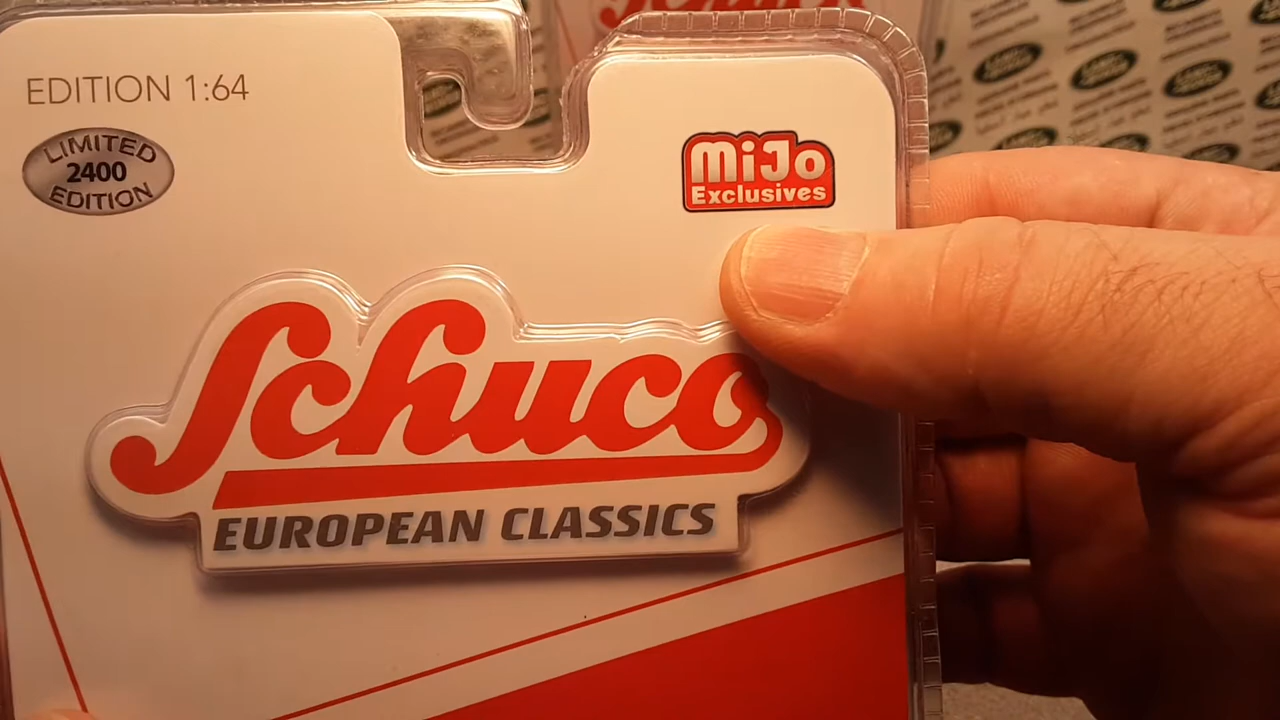 EDITION 1:64
LIMITED
2400
EDITION
MiJo
Exclusives
Schuco
EUROPEAN CLASSICS